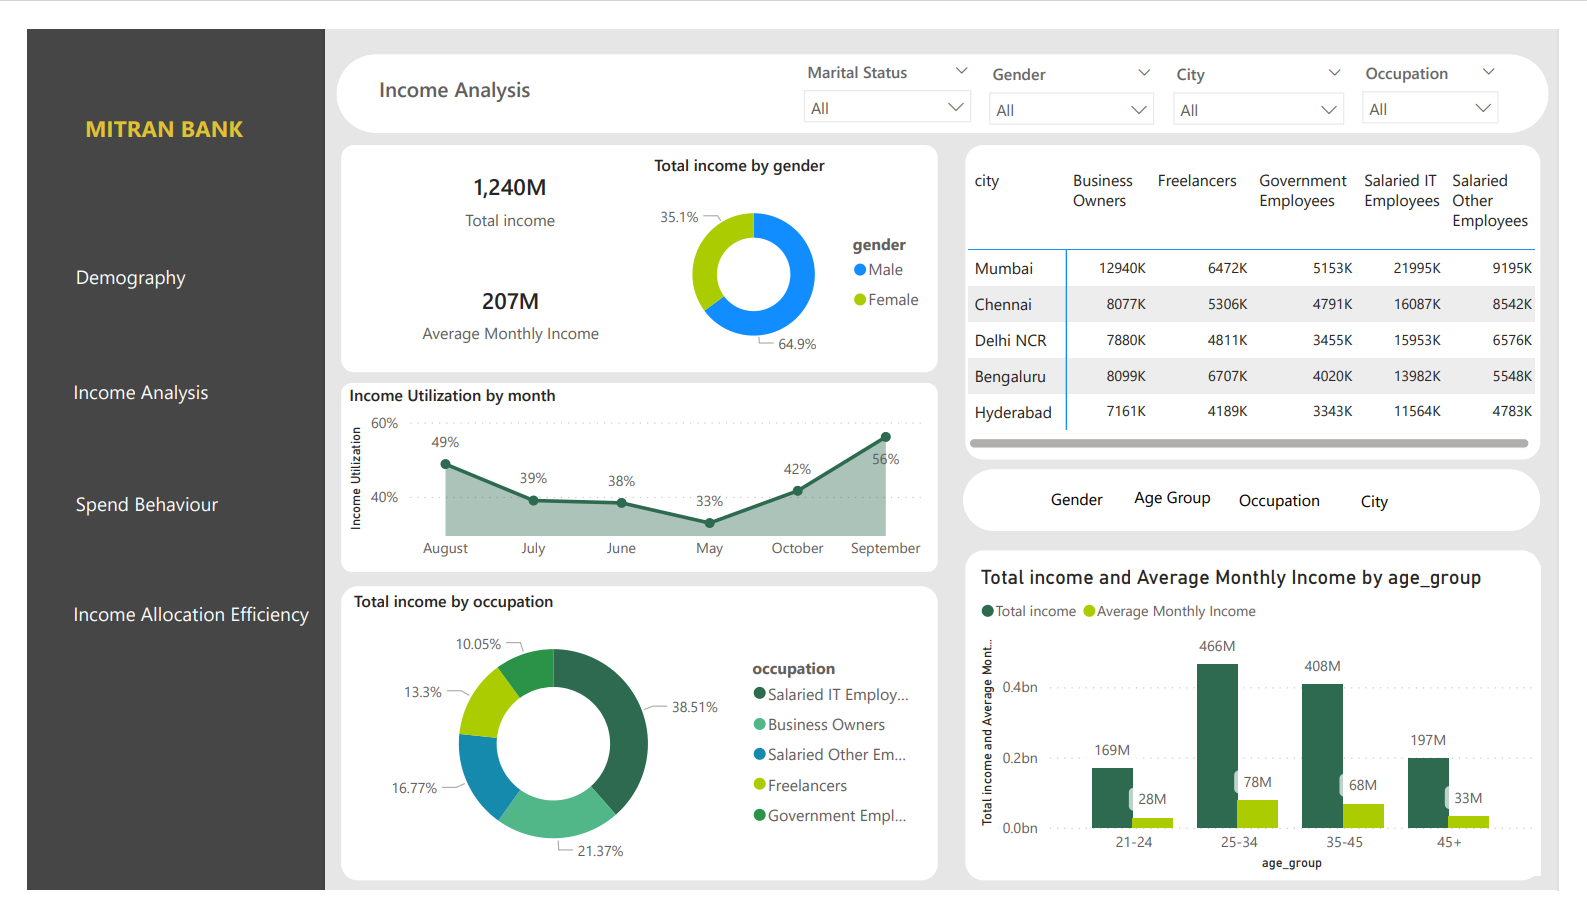 MITRAN BANK
Demography
Income Analysis
Spend Behaviour
Income Allocation Efficiency
Income Analysis
Marital Status
All
Gender
All
City
All
Occupation
All
1,240M
Total income
207M
Average Monthly Income
Total income by gender
35.1%
64.9%
gender
Male
Female
Income Utilization by month
Income Utilization
60%
40%
49%
39%
38%
33%
42%
56%
August
July
June
May
October
September
Total income by occupation
10.05%
13.3%
38.51%
16.77%
21.37%
occupation
Salaried IT Employ...
Business Owners
Salaried Other Em...
Freelancers
Government Empl...
city Business Owners Freelancers Government Employees Salaried IT Employees Salaried Other Employees
Mumbai 12940K 6472K 5153K 21995K 9195K
Chennai 8077K 5306K 4791K 16087K 8542K
Delhi NCR 7880K 4811K 3455K 15953K 6576K
Bengaluru 8099K 6707K 4020K 13982K 5548K
Hyderabad 7161K 4189K 3343K 11564K 4783K
Gender
Age Group
Occupation
City
Total income and Average Monthly Income by age_group
Total income Average Monthly Income
Total income and Average Mont...
0.4bn
0.2bn
0.0bn
169M
28M
466M
78M
408M
68M
197M
33M
21-24
25-34
35-45
45+
age_group